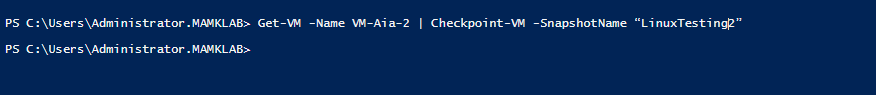 PS C:\Users\Administrator.MAMKLAB> Get-VM -Name VM-Aia-2 | Checkpoint-VM -SnapshotName “LinuxTesting2”
PS C:\Users\Administrator.MAMKLAB>